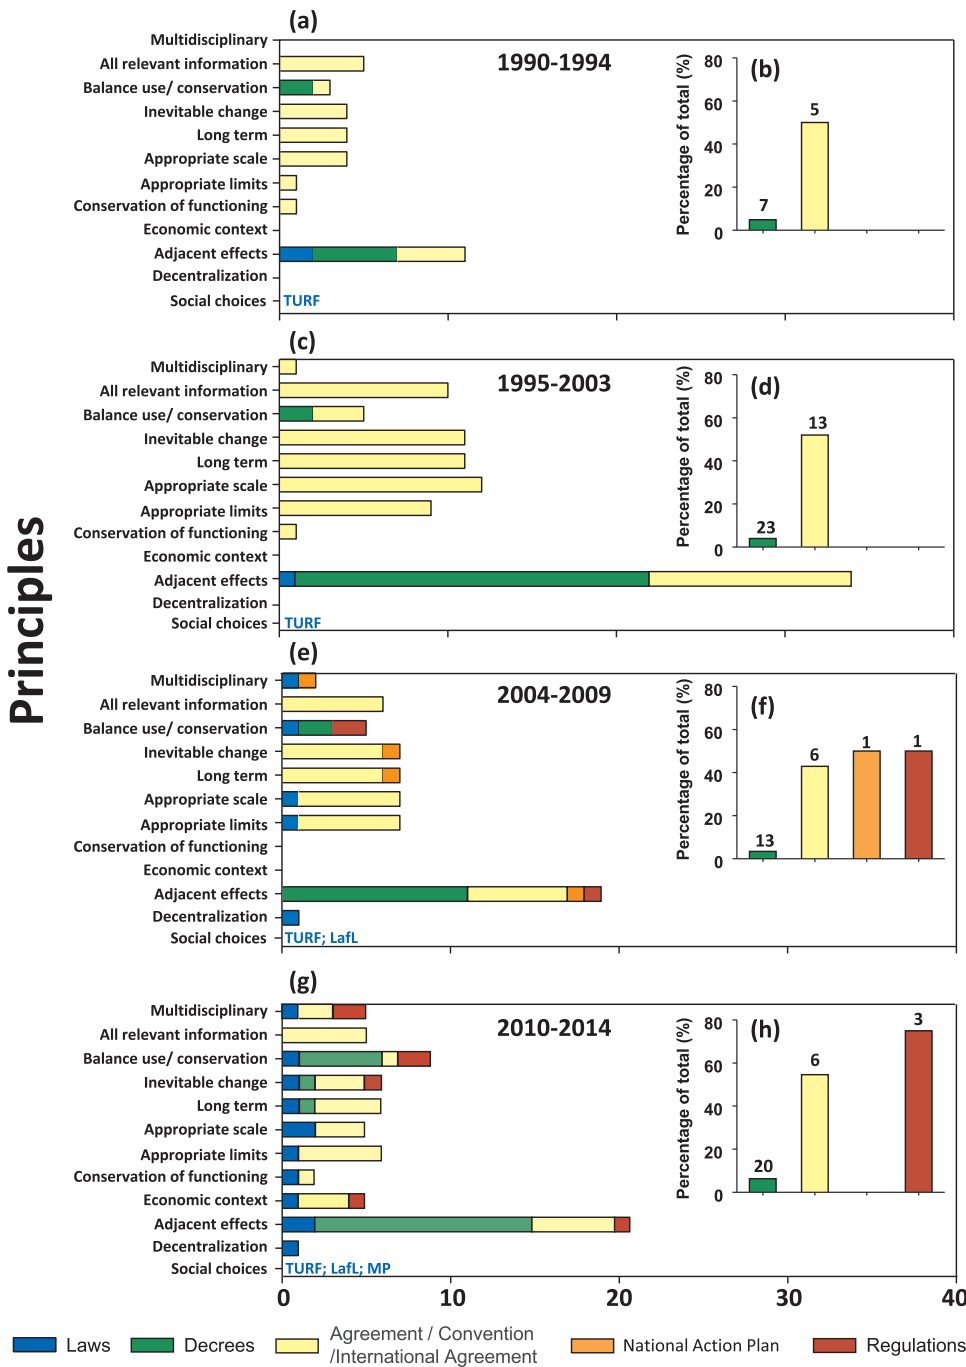 Principles
(a)
1990-1994
Multidisciplinary
All relevant information
Balance use/ conservation
Inevitable change
Long term
Appropriate scale
Appropriate limits
Conservation of functioning
Economic context
Adjacent effects
Decentralization
Social choices
TURF
(b)
Percentage of total (%)
80
60
40
20
0
7
5
(c)
1995-2003
Multidisciplinary
All relevant information
Balance use/ conservation
Inevitable change
Long term
Appropriate scale
Appropriate limits
Conservation of functioning
Economic context
Adjacent effects
Decentralization
Social choices
TURF
(d)
Percentage of total (%)
80
60
40
20
0
23
13
(e)
2004-2009
Multidisciplinary
All relevant information
Balance use/ conservation
Inevitable change
Long term
Appropriate scale
Appropriate limits
Conservation of functioning
Economic context
Adjacent effects
Decentralization
Social choices
TURF; LafL
(f)
Percentage of total (%)
80
60
40
20
0
13
6
1
1
(g)
2010-2014
Multidisciplinary
All relevant information
Balance use/ conservation
Inevitable change
Long term
Appropriate scale
Appropriate limits
Conservation of functioning
Economic context
Adjacent effects
Decentralization
Social choices
TURF; LafL; MP
(h)
Percentage of total (%)
80
60
40
20
0
20
6
3
0 10 20 30 40
Laws
Decrees
Agreement / Convention
/International Agreement
National Action Plan
Regulations